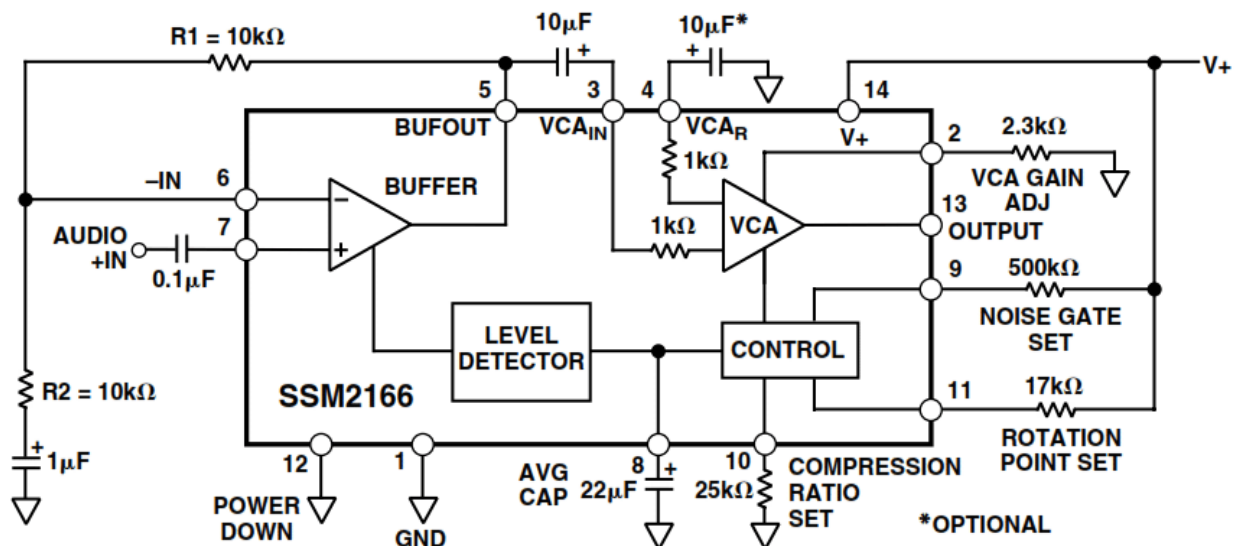 R1 = 10kΩ
10μF
+
10μF*
+
V+
5
3
4
14
BUFOUT
VCAIN
VCAR
V+
2
2.3kΩ
1kΩ
VCA GAIN
ADJ
–IN
6
BUFFER
–
+
1kΩ
VCA
13
OUTPUT
AUDIO
+IN
7
0.1μF
9
500kΩ
NOISE GATE
SET
LEVEL
DETECTOR
CONTROL
R2 = 10kΩ
SSM2166
11
17kΩ
ROTATION
POINT SET
+
1μF
12
1
AVG
CAP
8
+
22μF
10
25kΩ
COMPRESSION
RATIO
SET
POWER
DOWN
GND
*OPTIONAL